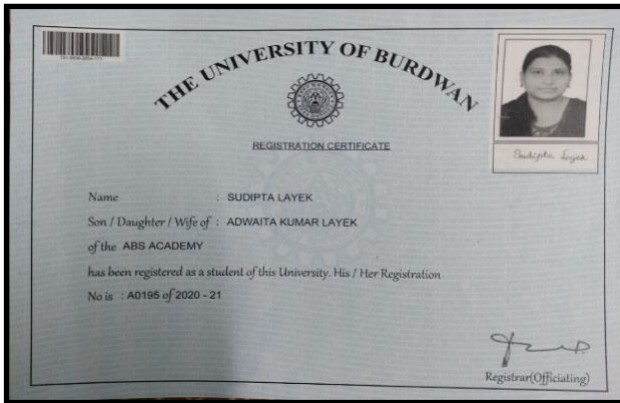 THE UNIVERSITY OF BURDWAN
REGISTRATION CERTIFICATE
Sudipta Layek
Name : SUDIPTA LAYEK
Son / Daughter / Wife of : ADWAITA KUMAR LAYEK
of the ABS ACADEMY
has been registered as a student of this University. His / Her Registration
No is : A0195 of 2020 - 21
Registrar(Officiating)